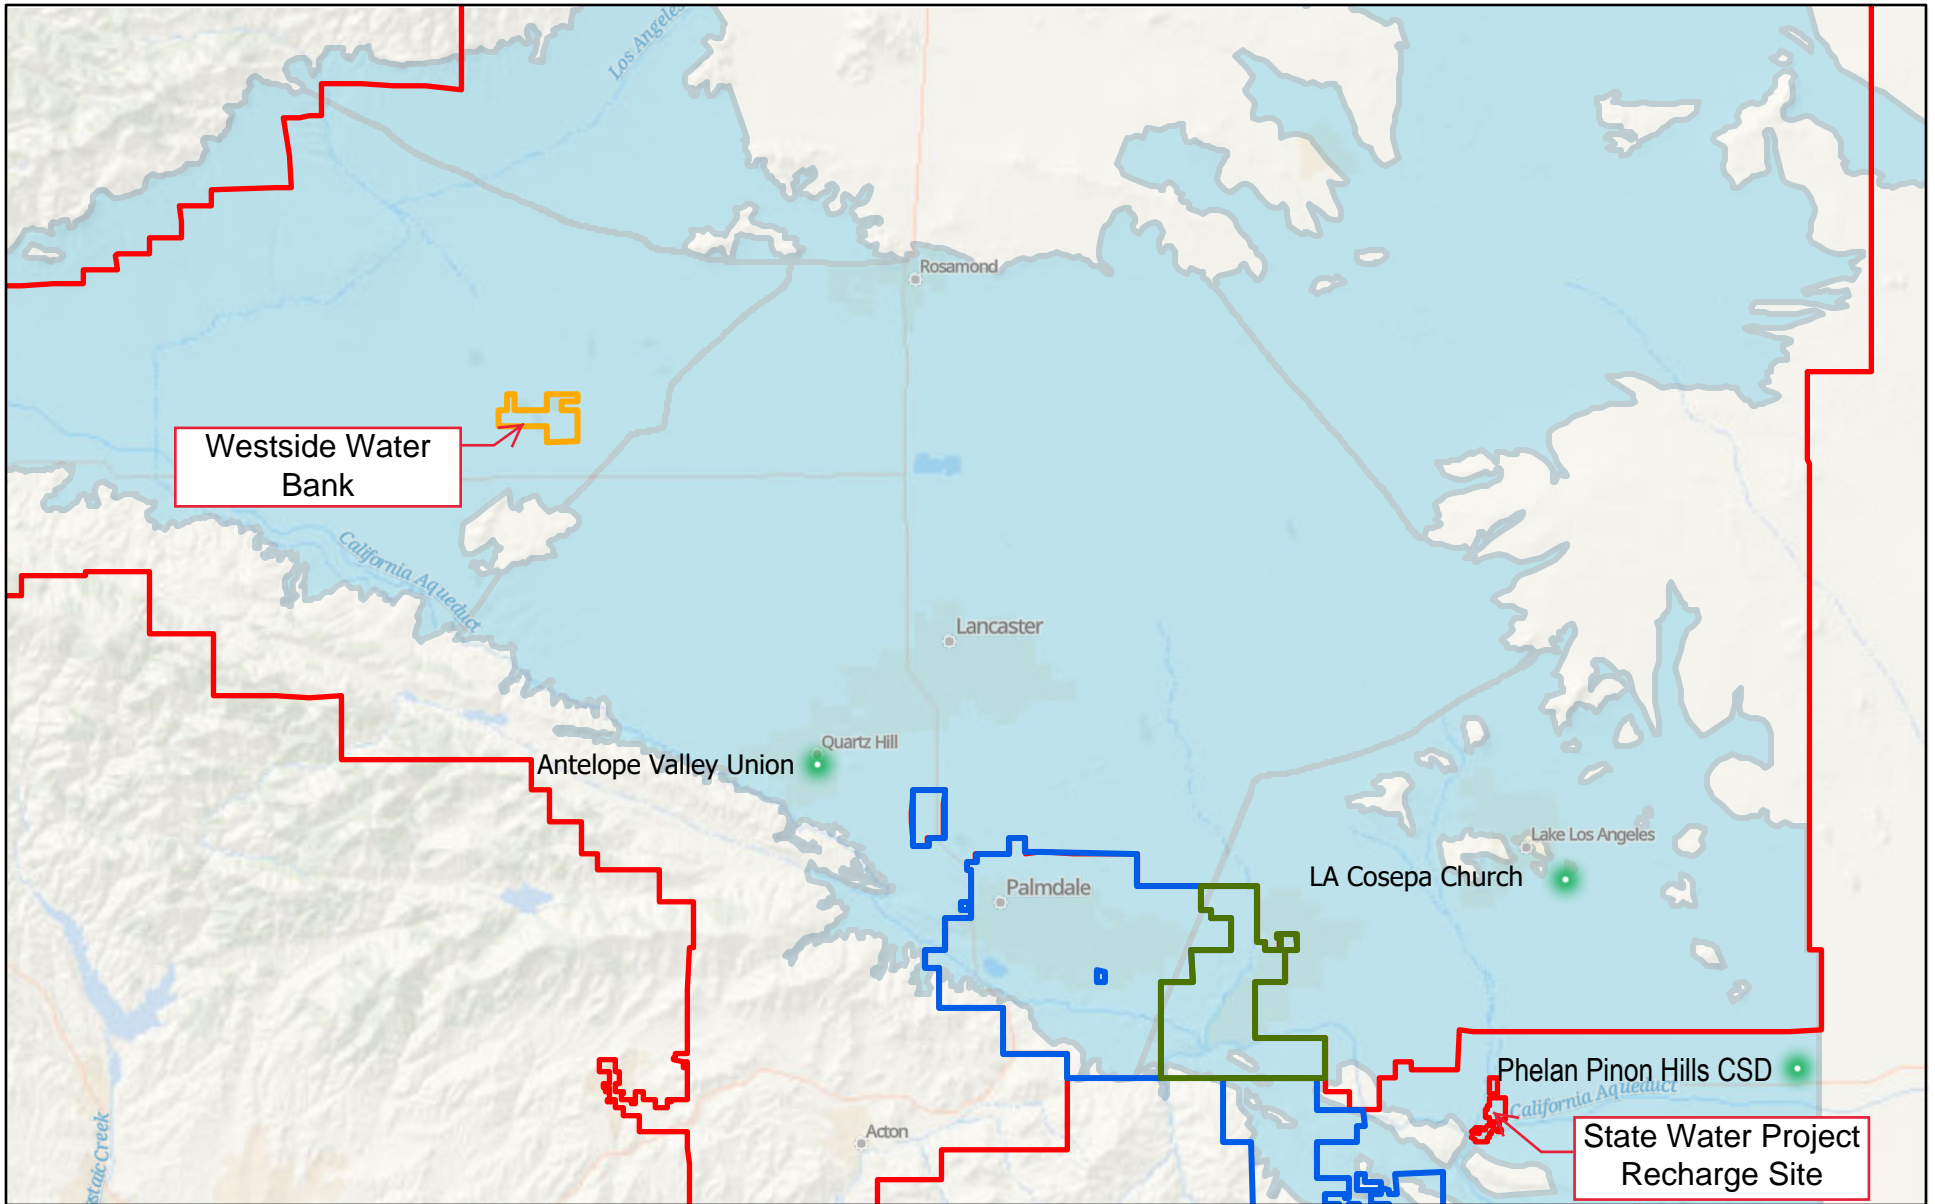 Los Angeles
Rosamond
Westside Water
Bank
California Aqueduct
Lancaster
Quartz Hill
Antelope Valley Union
Lake Los Angeles
LA Cosepa Church
Palmdale
Phelan Pinon Hills CSD
California Aqueduct
Acton
State Water Project
Recharge Site
staic Creek